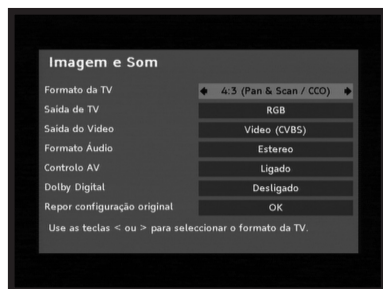 Imagem e Som
Formato da TV 4:3 (Pan & Scan / CCO)
Saída de TV RGB
Saída do Vídeo Video (CVBS)
Formato Áudio Estereo
Controlo AV Ligado
Dolby Digital Desligado
Repor configuração original OK
Use as teclas < ou > para seleccionar o formato da TV.